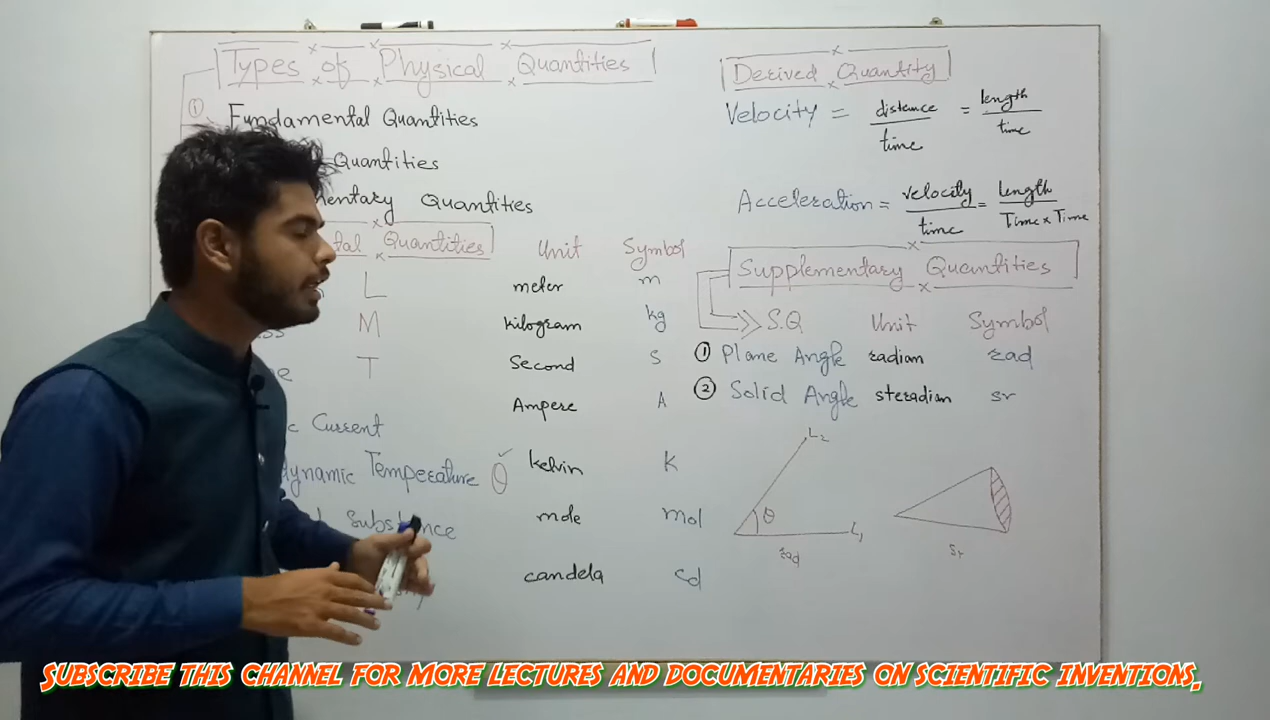 Types of Physical Quantities
① Fundamental Quantities
Quantities
mentary Quantities
tal Quantities Unit Symbol
L meter m
M kilogram kg
T Second S
Ampere A
c Current
dynamic Temperature θ kelvin K
Substance mole mol
candela cd
Derived Quantity
Velocity = distance / time = length / time
Acceleration = velocity / time = length / Time × Time
Supplementary Quantities
S.Q Unit Symbol
① Plane Angle radian rad
② Solid Angle steradian sr
L2
θ
L1
rad
Sr
SUBSCRIBE THIS CHANNEL FOR MORE LECTURES AND DOCUMENTARIES ON SCIENTIFIC INVENTIONS.